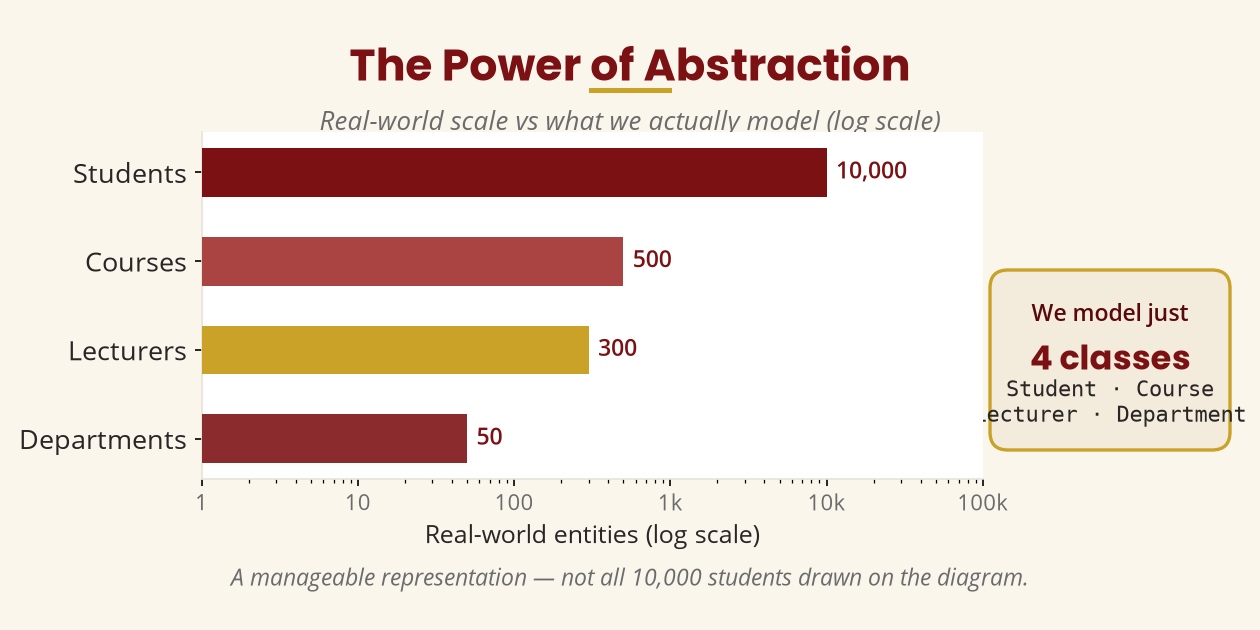 The Power of Abstraction
Real-world scale vs what we actually model (log scale)
Students
10,000
Courses
500
Lecturers
300
Departments
50
We model just
4 classes
Student · Course
ecturer · Department
1 10 100 1k 10k 100k
Real-world entities (log scale)
A manageable representation — not all 10,000 students drawn on the diagram.